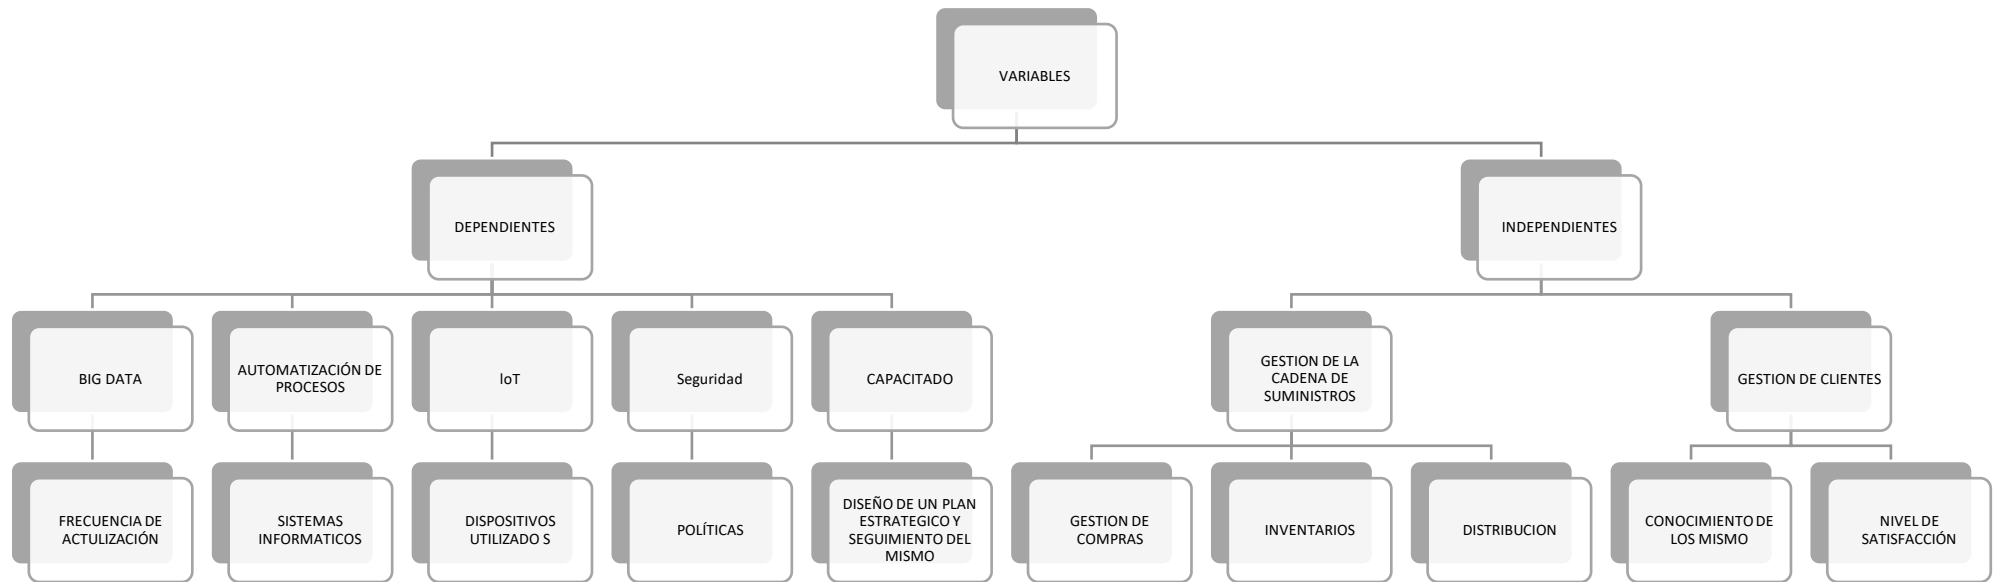 VARIABLES
DEPENDIENTES
INDEPENDIENTES
BIG DATA
AUTOMATIZACIÓN DE
PROCESOS
IoT
Seguridad
CAPACITADO
GESTION DE LA
CADENA DE
SUMINISTROS
GESTION DE CLIENTES
FRECUENCIA DE
ACTULIZACIÓN
SISTEMAS
INFORMATICOS
DISPOSITIVOS
UTILIZADO S
POLÍTICAS
DISEÑO DE UN PLAN
ESTRATEGICO Y
SEGUIMIENTO DEL
MISMO
GESTION DE
COMPRAS
INVENTARIOS
DISTRIBUCION
CONOCIMIENTO DE
LOS MISMO
NIVEL DE
SATISFACCIÓN